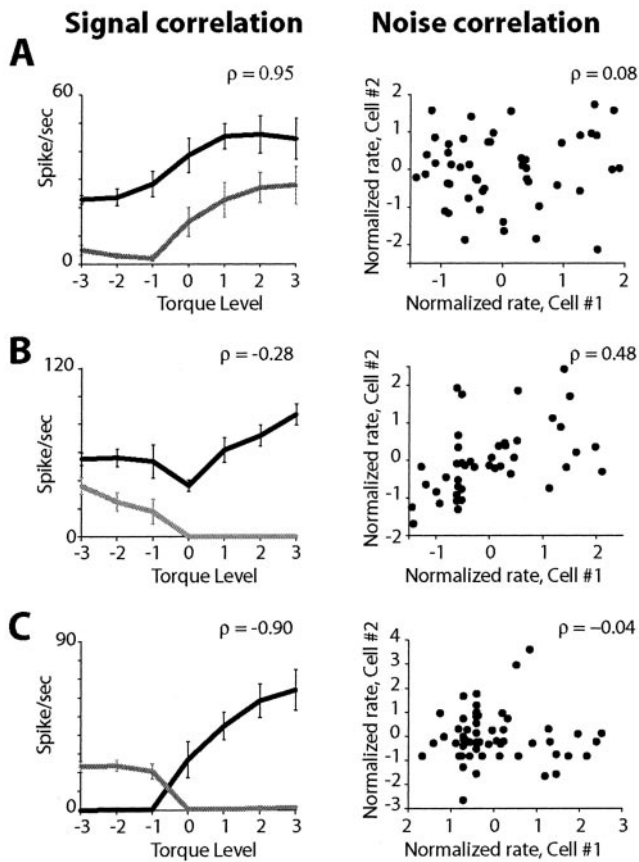 Signal correlation
Noise correlation
A
ρ = 0.95
60
Spike/sec
0
-3 -2 -1 0 1 2 3
Torque Level
ρ = 0.08
Normalized rate, Cell #2
2
1
0
-1
-2
-1 0 1 2
Normalized rate, Cell #1
B
ρ = -0.28
120
Spike/sec
0
-3 -2 -1 0 1 2 3
Torque Level
ρ = 0.48
Normalized rate, Cell #2
2
1
0
-1
-2
-1 0 1 2
Normalized rate, Cell #1
C
ρ = -0.90
90
Spike/sec
0
-3 -2 -1 0 1 2 3
Torque Level
ρ = -0.04
Normalized rate, Cell #2
4
3
2
1
0
-1
-2
-3
2 -1 0 1 2
Normalized rate, Cell #1